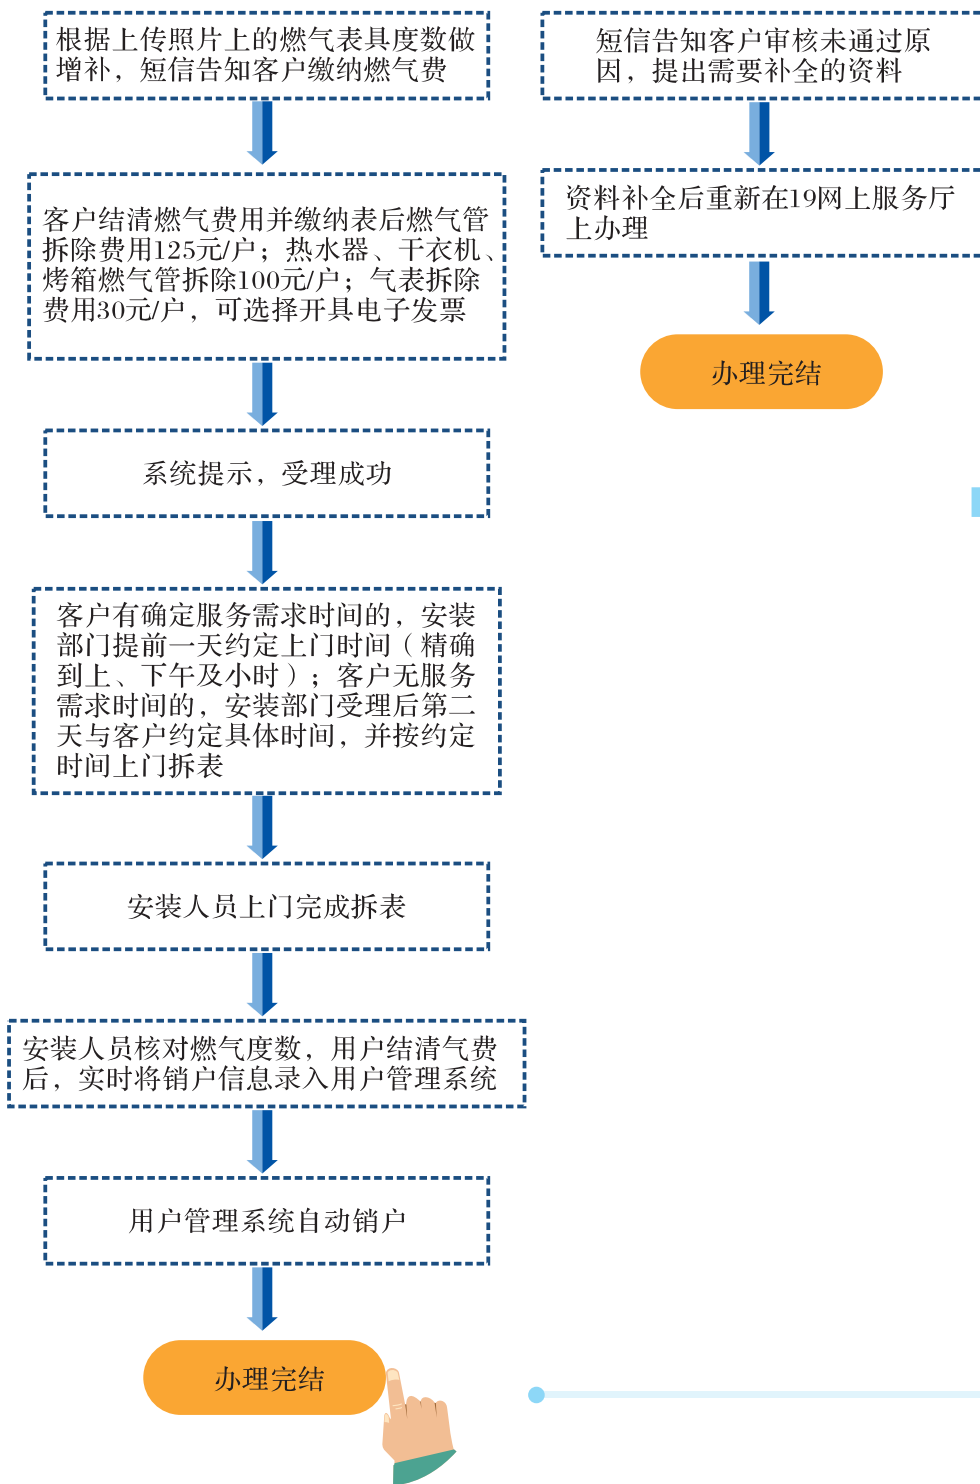 根据上传照片上的燃气表具度数做
增补，短信告知客户缴纳燃气费
客户结清燃气费用并缴纳表后燃气管
拆除费用125元/户；热水器、干衣机、
烤箱燃气管拆除100元/户；气表拆除
费用30元/户，可选择开具电子发票
系统提示，受理成功
客户有确定服务需求时间的，安装
部门提前一天约定上门时间（精确
到上、下午及小时）；客户无服务
需求时间的，安装部门受理后第二
天与客户约定具体时间，并按约定
时间上门拆表
安装人员上门完成拆表
安装人员核对燃气度数，用户结清气费
后，实时将销户信息录入用户管理系统
用户管理系统自动销户
办理完结
短信告知客户审核未通过原
因，提出需要补全的资料
资料补全后重新在19网上服务厅
上办理
办理完结